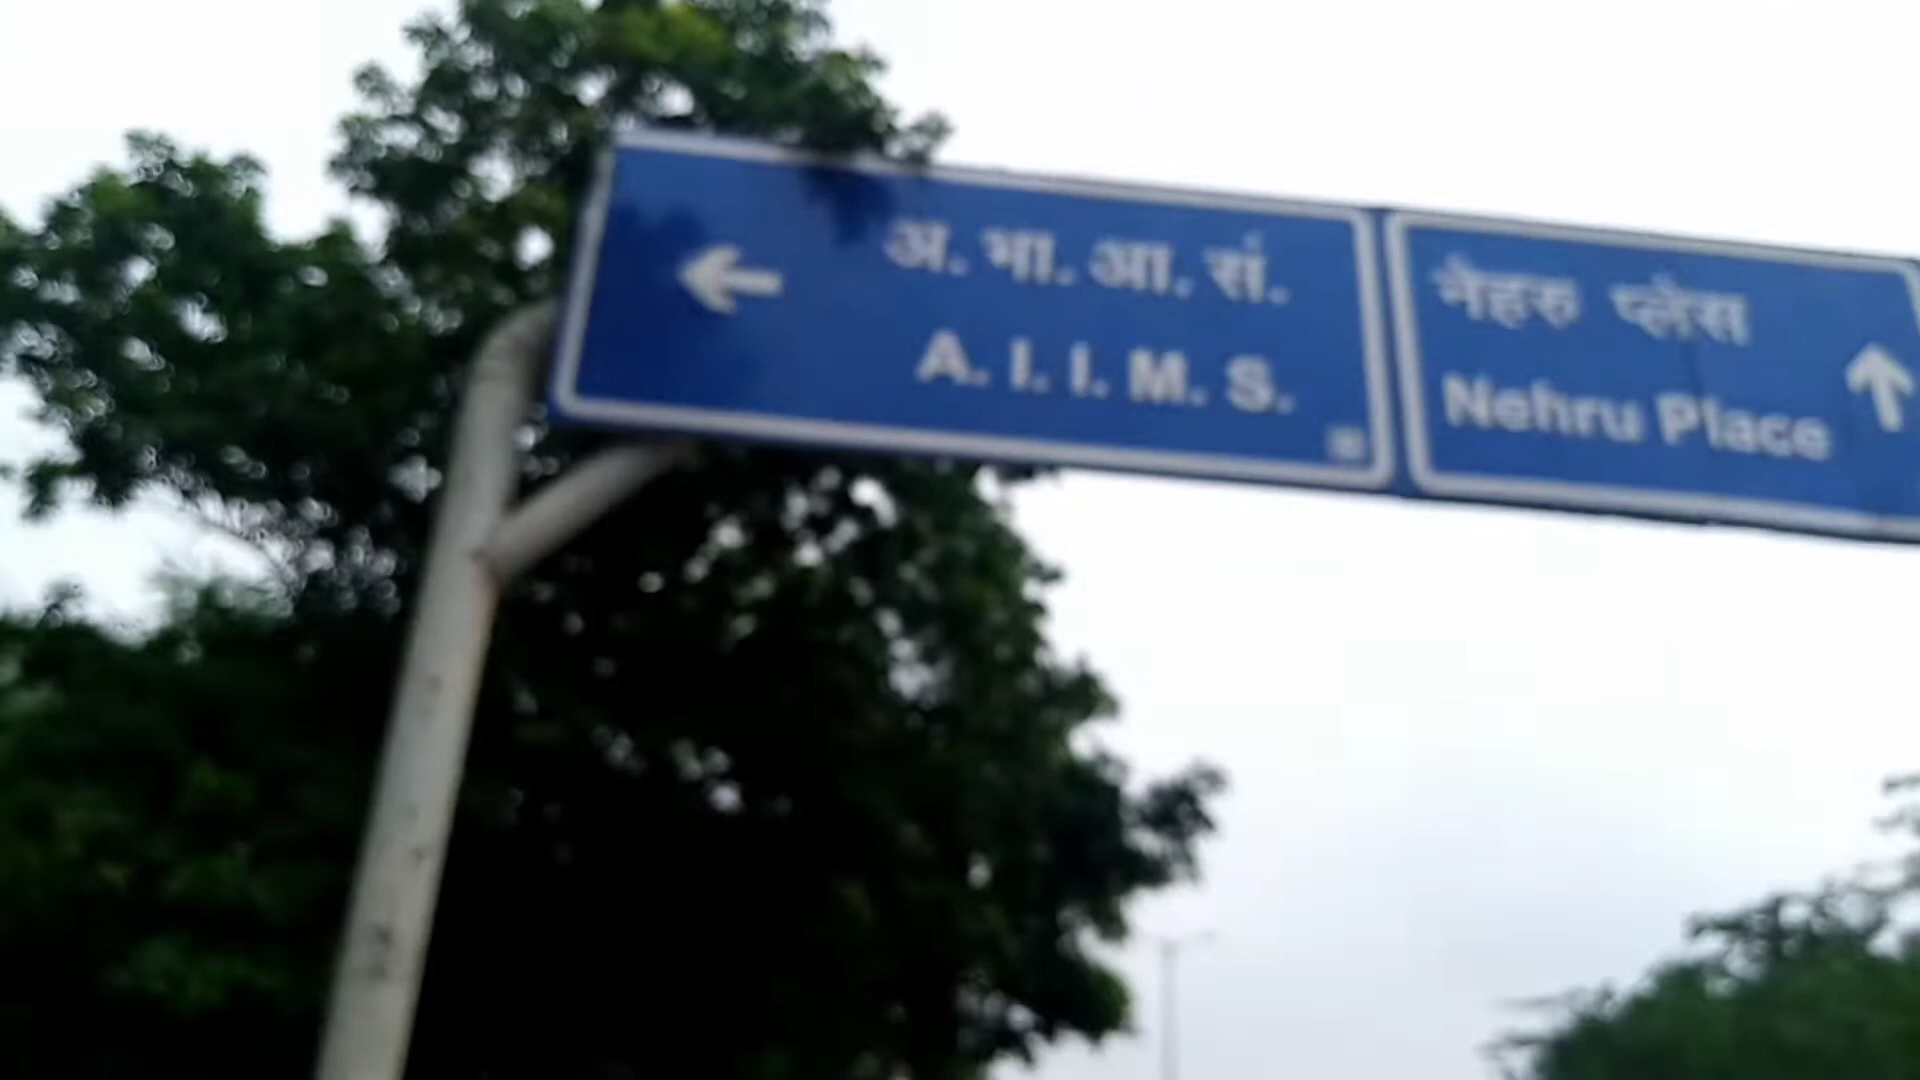 अ. भा. आ. सं.
A. I. I. M. S.
नेहरु प्लेस
Nehru Place